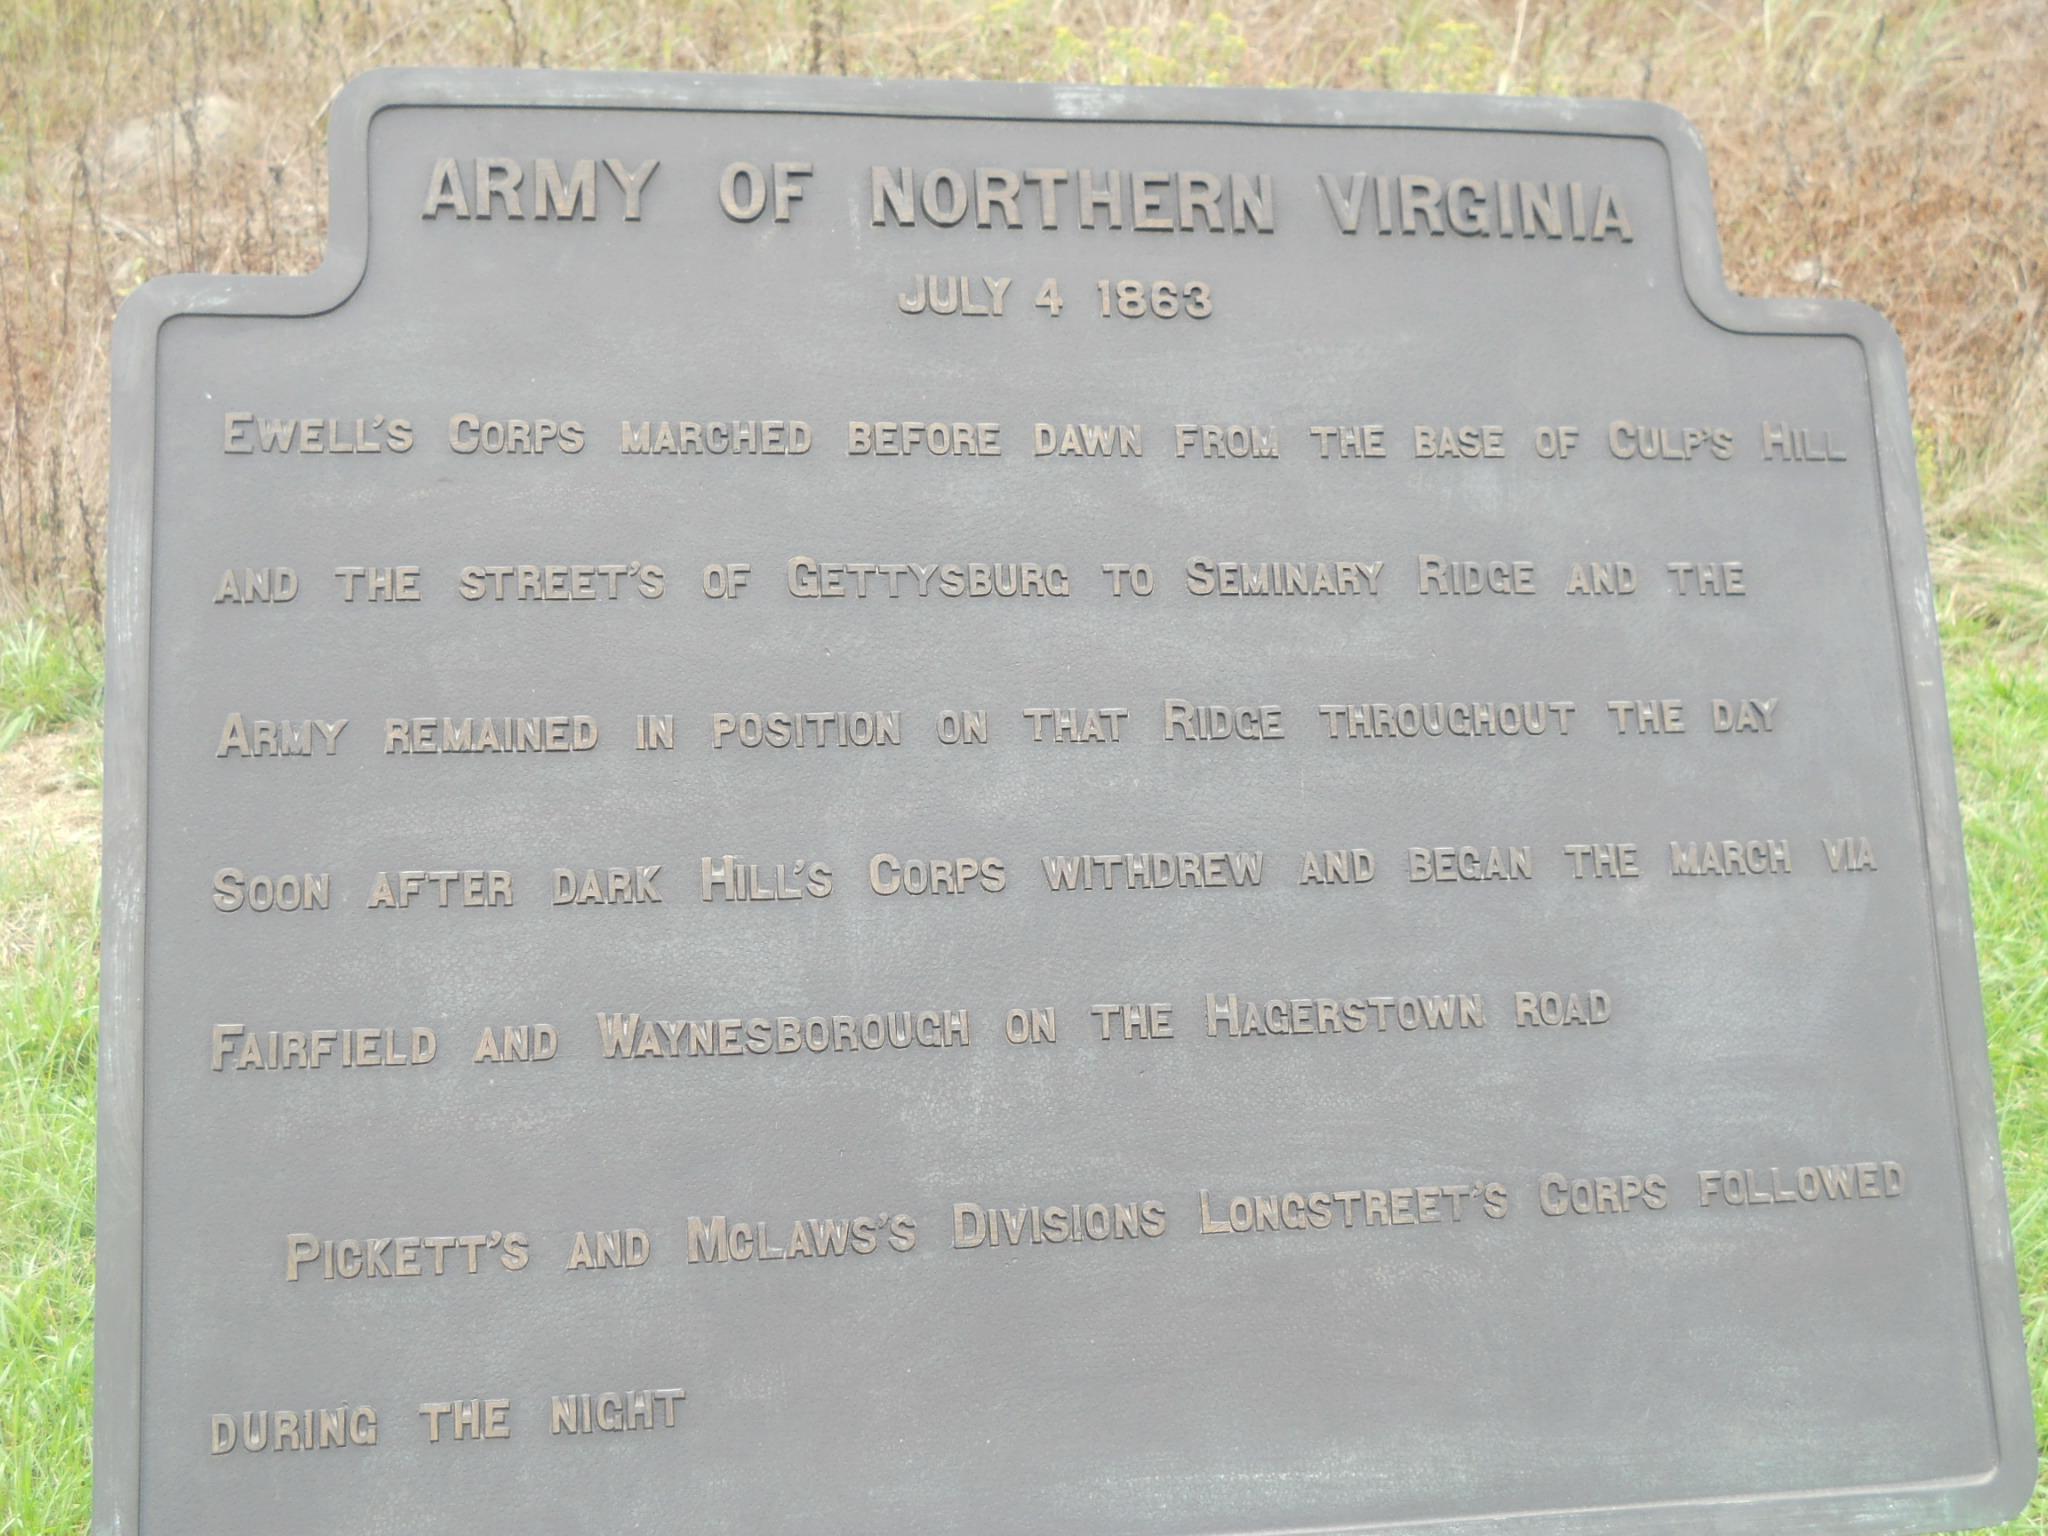 ARMY OF NORTHERN VIRGINIA
JULY 4 1863
EWELL'S CORPS MARCHED BEFORE DAWN FROM THE BASE OF CULP'S HILL
AND THE STREET'S OF GETTYSBURG TO SEMINARY RIDGE AND THE
ARMY REMAINED IN POSITION ON THAT RIDGE THROUGHOUT THE DAY
SOON AFTER DARK HILL'S CORPS WITHDREW AND BEGAN THE MARCH VIA
FAIRFIELD AND WAYNESBOROUGH ON THE HAGERSTOWN ROAD
PICKETT'S AND MCLAWS'S DIVISIONS LONGSTREET'S CORPS FOLLOWED
DURING THE NIGHT